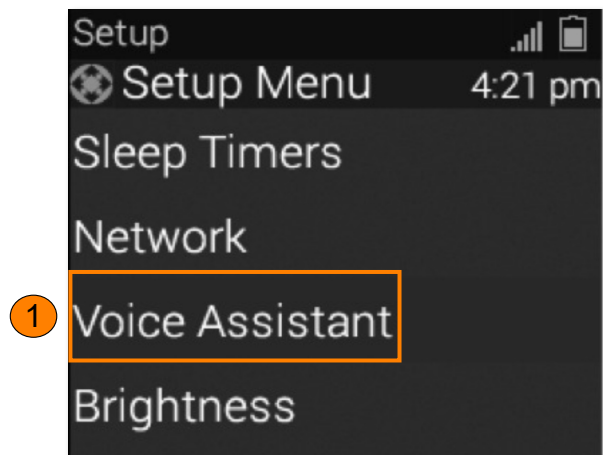 Setup
Setup Menu 4:21 pm
Sleep Timers
Network
1 Voice Assistant
Brightness